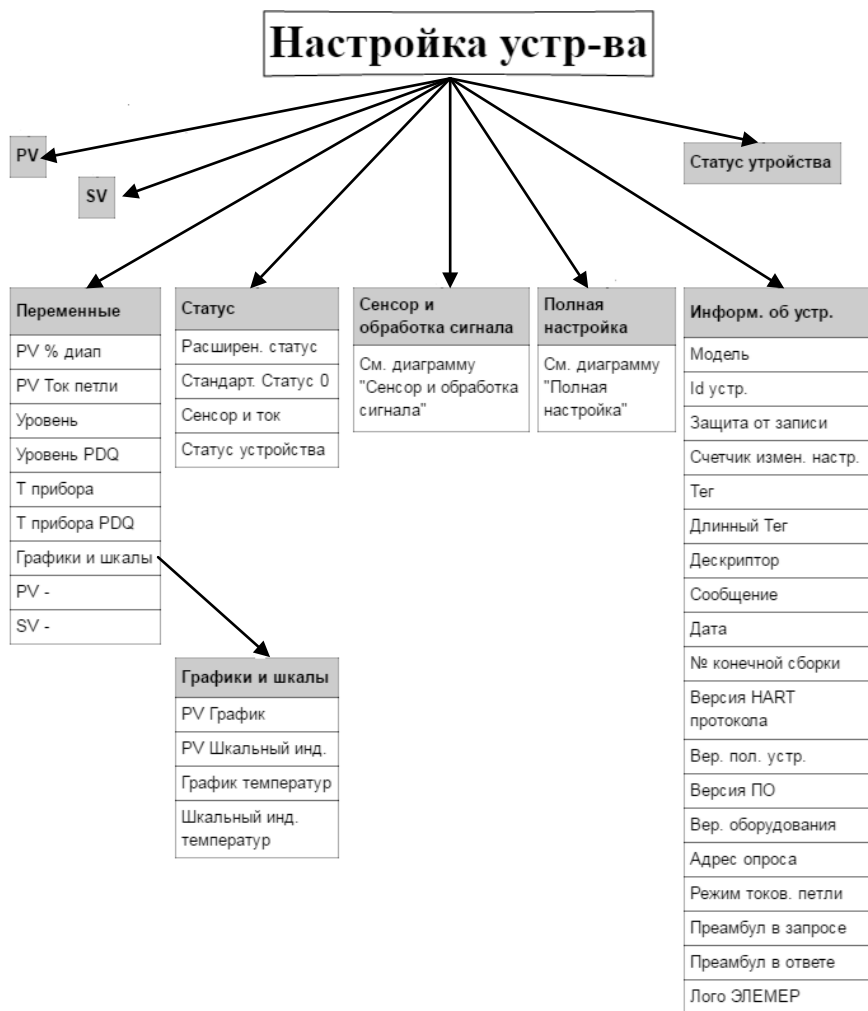 Настройка устр-ва
PV
SV
Статус утройства
Переменные
PV % диап
PV Ток петли
Уровень
Уровень PDQ
Т прибора
Т прибора PDQ
Графики и шкалы
PV -
SV -
Статус
Расширен. статус
Стандарт. Статус 0
Сенсор и ток
Статус устройства
Сенсор и
обработка сигнала
См. диаграмму
"Сенсор и обработка
сигнала"
Полная
настройка
См. диаграмму
"Полная
настройка"
Информ. об устр.
Модель
Id устр.
Защита от записи
Счетчик измен. настр.
Тег
Длинный Тег
Дескриптор
Сообщение
Дата
№ конечной сборки
Версия HART
протокола
Вер. пол. устр.
Версия ПО
Вер. оборудования
Адрес опроса
Режим токов. петли
Преамбул в запросе
Преамбул в ответе
Лого ЭЛЕМЕР
Графики и шкалы
PV График
PV Шкальный инд.
График температур
Шкальный инд.
температур